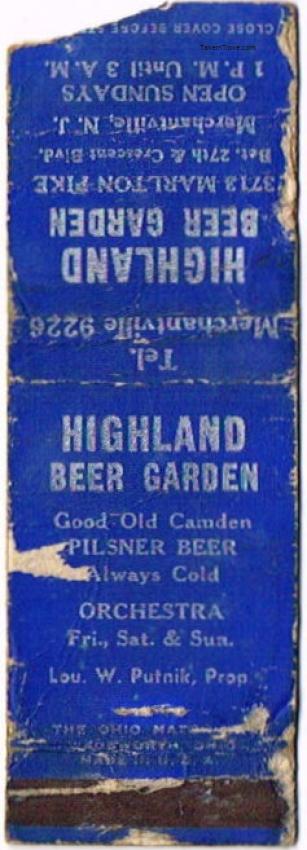 CLOSE COVER BEFORE
TavernTrove.com
1 P.M. Until 3 A.M.
OPEN SUNDAYS
Merchantville, N. J.
Bet. 27th & Crescent Blvd.
3713 MARLTON PIKE
BEER GARDEN
HIGHLAND
Merchantville 9226
Tel.
HIGHLAND
BEER GARDEN
Good Old Camden
PILSNER BEER
Always Cold
ORCHESTRA
Fri., Sat. & Sun.
Lou. W. Putnik, Prop
THE OHIO MAT
MADE IN U. S. A.